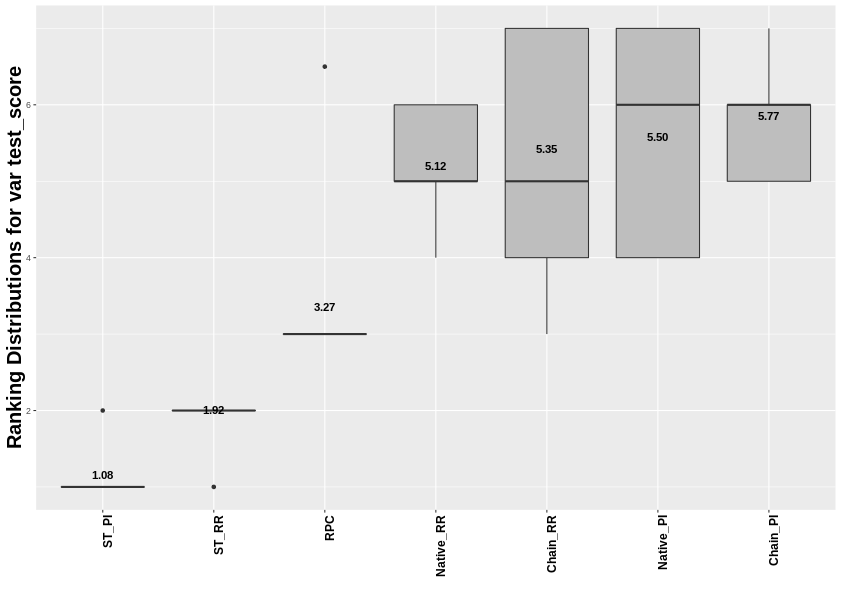 Ranking Distributions for var test_score
6
4
2
1.08
1.92
3.27
5.12
5.35
5.50
5.77
ST_PI
ST_RR
RPC
Native_RR
Chain_RR
Native_PI
Chain_PI